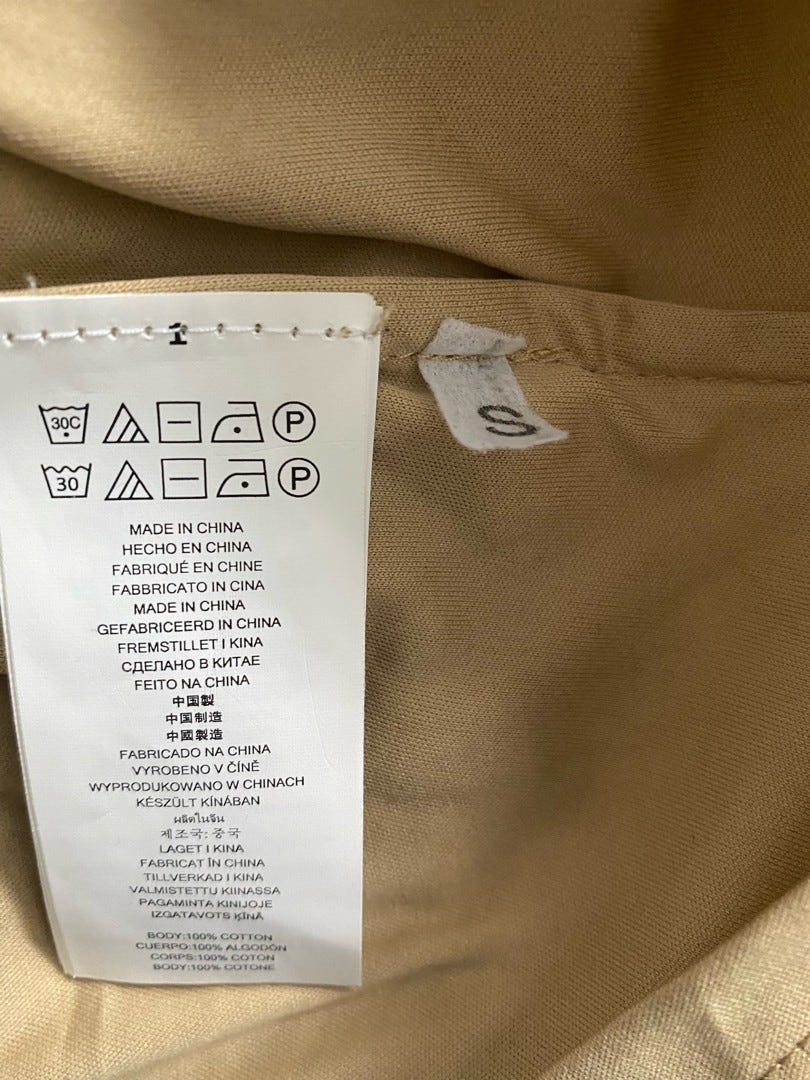 1
S
30C P
30 P
MADE IN CHINA
HECHO EN CHINA
FABRIQUÉ EN CHINE
FABBRICATO IN CINA
MADE IN CHINA
GEFABRICEERD IN CHINA
FREMSTILLET I KINA
СДЕЛАНО В КИТАЕ
FEITO NA CHINA
中国製
中国制造
中國製造
FABRICADO NA CHINA
VYROBENO V ČÍNĚ
WYPRODUKOWANO W CHINACH
KÉSZÜLT KÍNÁBAN
ผลิตในจีน
제조국: 중국
LAGET I KINA
FABRICAT ÎN CHINA
TILLVERKAD I KINA
VALMISTETTU KIINASSA
PAGAMINTA KINIJOJE
IZGATAVOTS ĶĪNĀ
BODY:100% COTTON
CUERPO:100% ALGODÓN
CORPS:100% COTON
BODY:100% COTONE